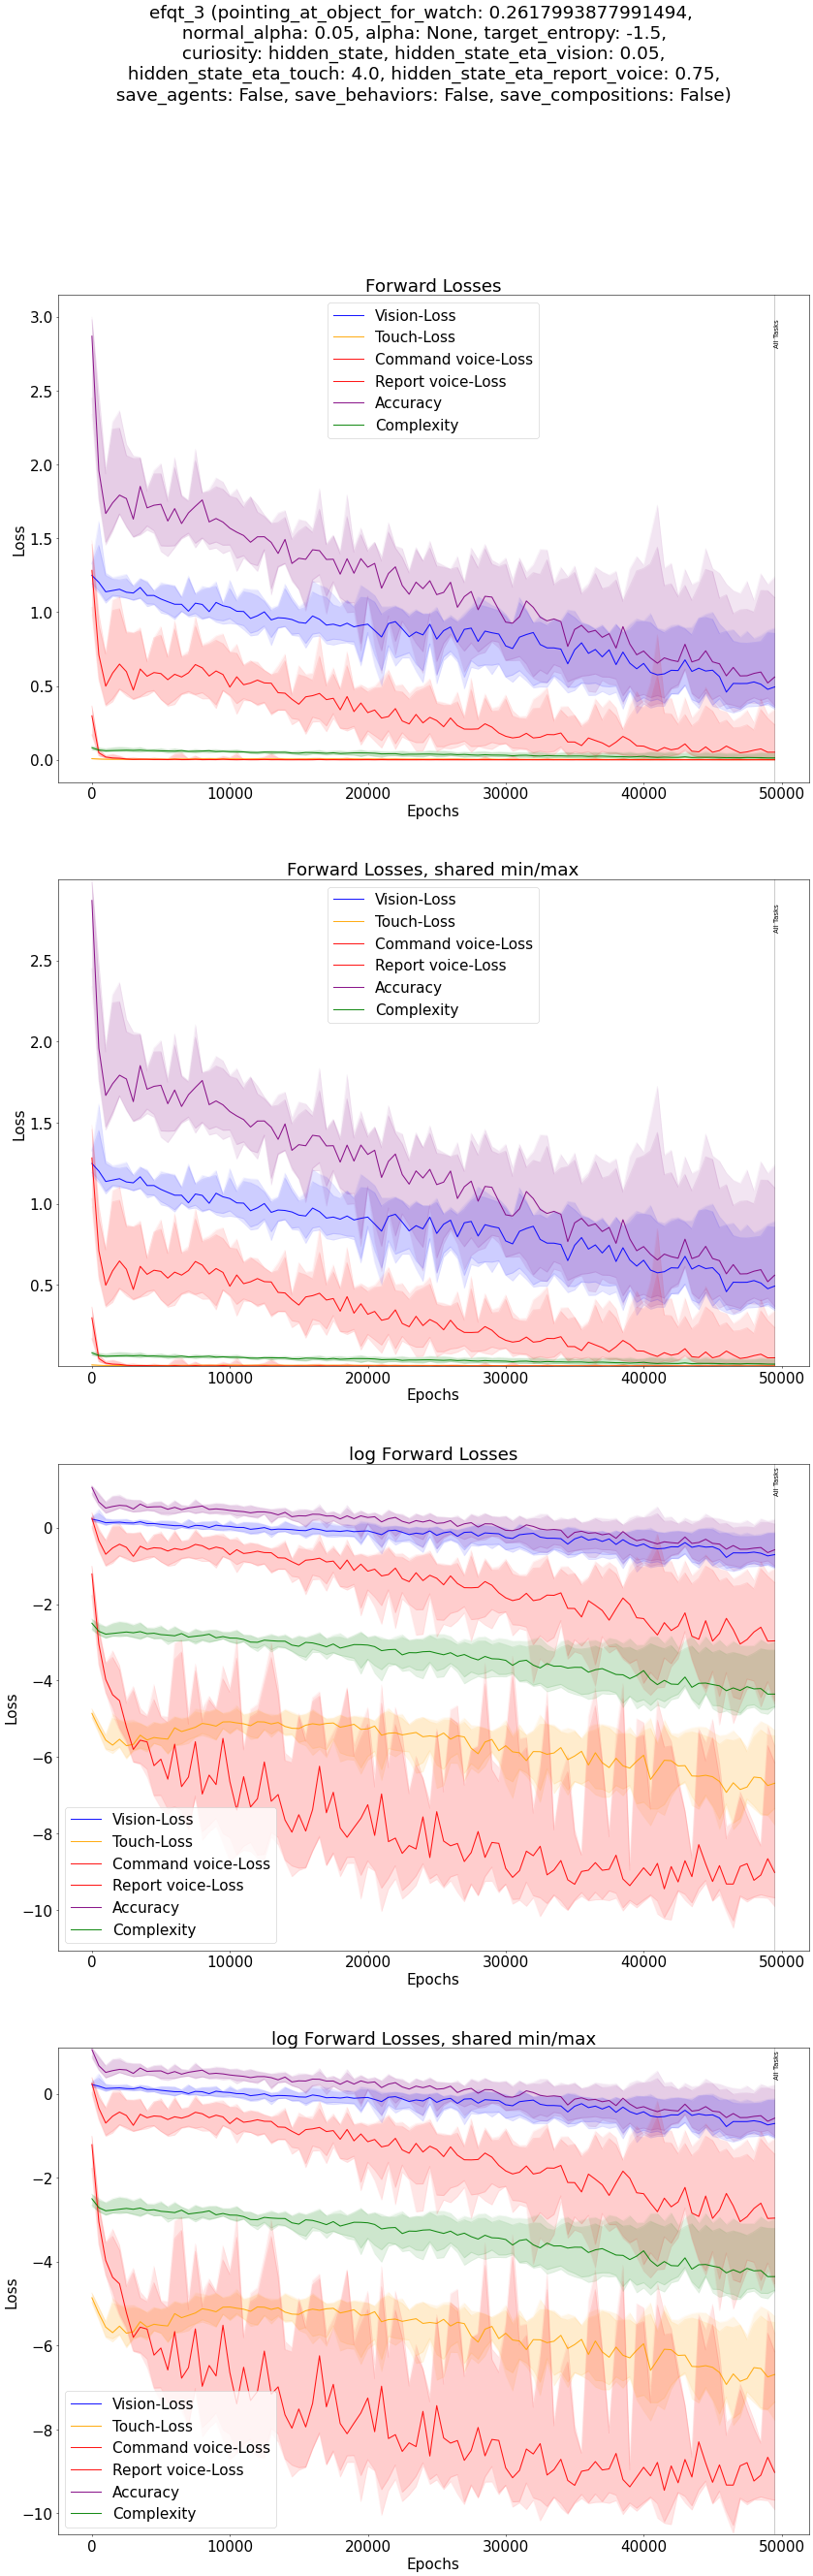 efqt_3 (pointing_at_object_for_watch: 0.2617993877991494,
normal_alpha: 0.05, alpha: None, target_entropy: -1.5,
curiosity: hidden_state, hidden_state_eta_vision: 0.05,
hidden_state_eta_touch: 4.0, hidden_state_eta_report_voice: 0.75,
save_agents: False, save_behaviors: False, save_compositions: False)
Forward Losses
Vision-Loss
Touch-Loss
Command voice-Loss
Report voice-Loss
Accuracy
Complexity
All Tasks
3.0
2.5
2.0
1.5
1.0
0.5
0.0
Loss
0 10000 20000 30000 40000 50000
Epochs
Forward Losses, shared min/max
Vision-Loss
Touch-Loss
Command voice-Loss
Report voice-Loss
Accuracy
Complexity
All Tasks
2.5
2.0
1.5
1.0
0.5
Loss
0 10000 20000 30000 40000 50000
Epochs
log Forward Losses
All Tasks
0
−2
−4
−6
−8
−10
Loss
Vision-Loss
Touch-Loss
Command voice-Loss
Report voice-Loss
Accuracy
Complexity
0 10000 20000 30000 40000 50000
Epochs
log Forward Losses, shared min/max
All Tasks
0
−2
−4
−6
−8
−10
Loss
Vision-Loss
Touch-Loss
Command voice-Loss
Report voice-Loss
Accuracy
Complexity
0 10000 20000 30000 40000 50000
Epochs